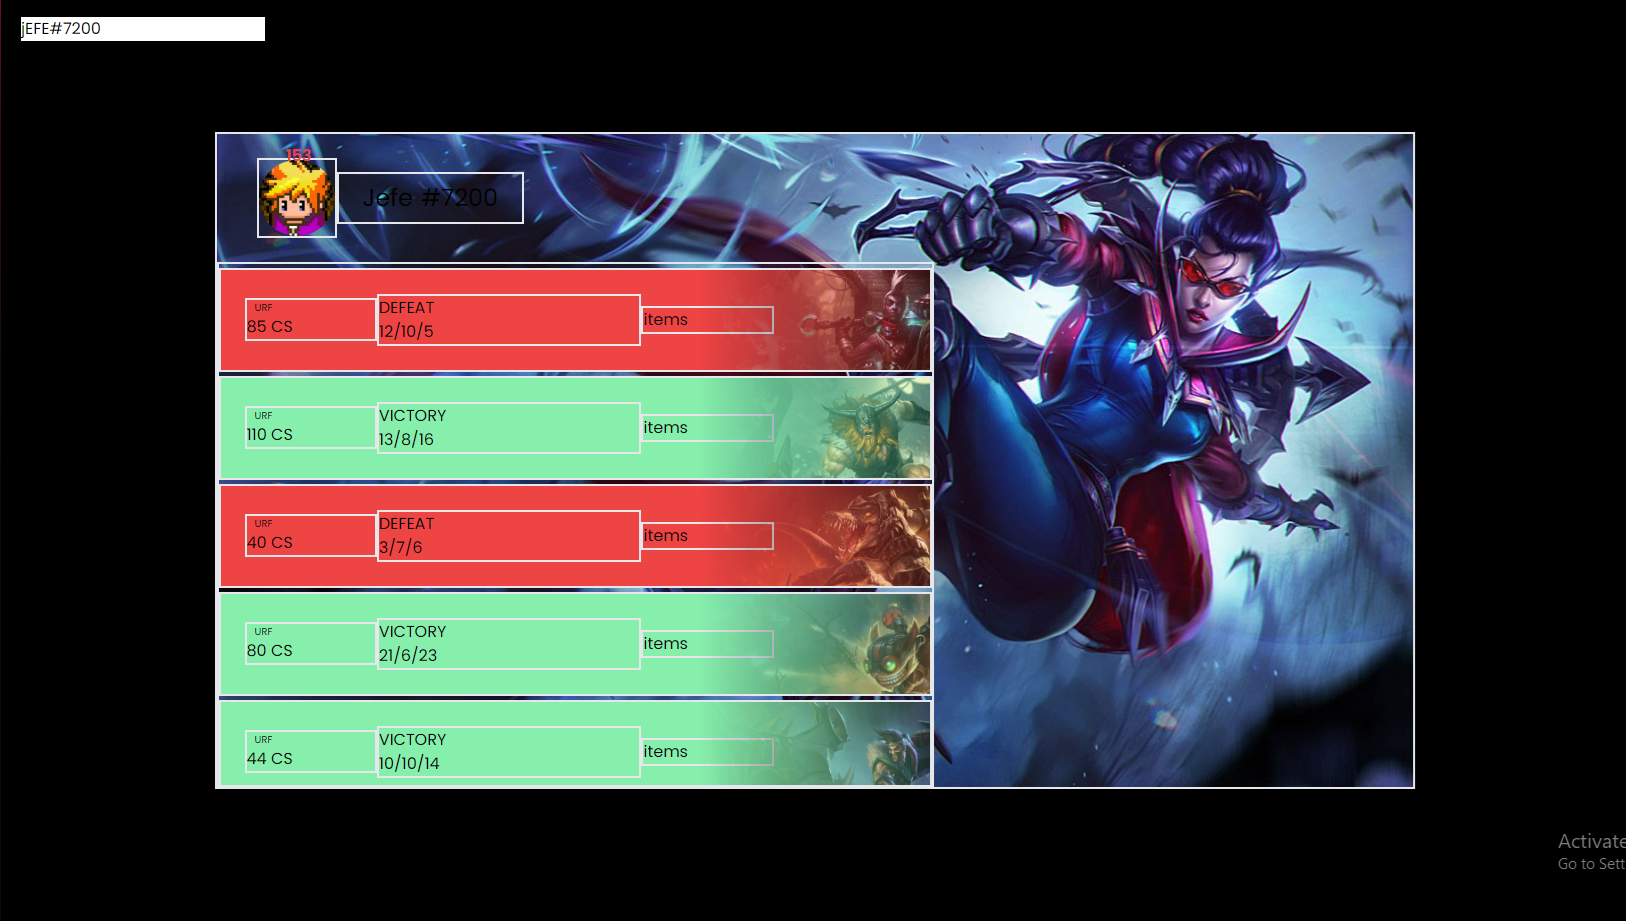 jEFE#7200
153
Jefe #7200
URF
85 CS
DEFEAT
12/10/5
items
URF
110 CS
VICTORY
13/8/16
items
URF
40 CS
DEFEAT
3/7/6
items
URF
80 CS
VICTORY
21/6/23
items
URF
44 CS
VICTORY
10/10/14
items
Activate
Go to Sett